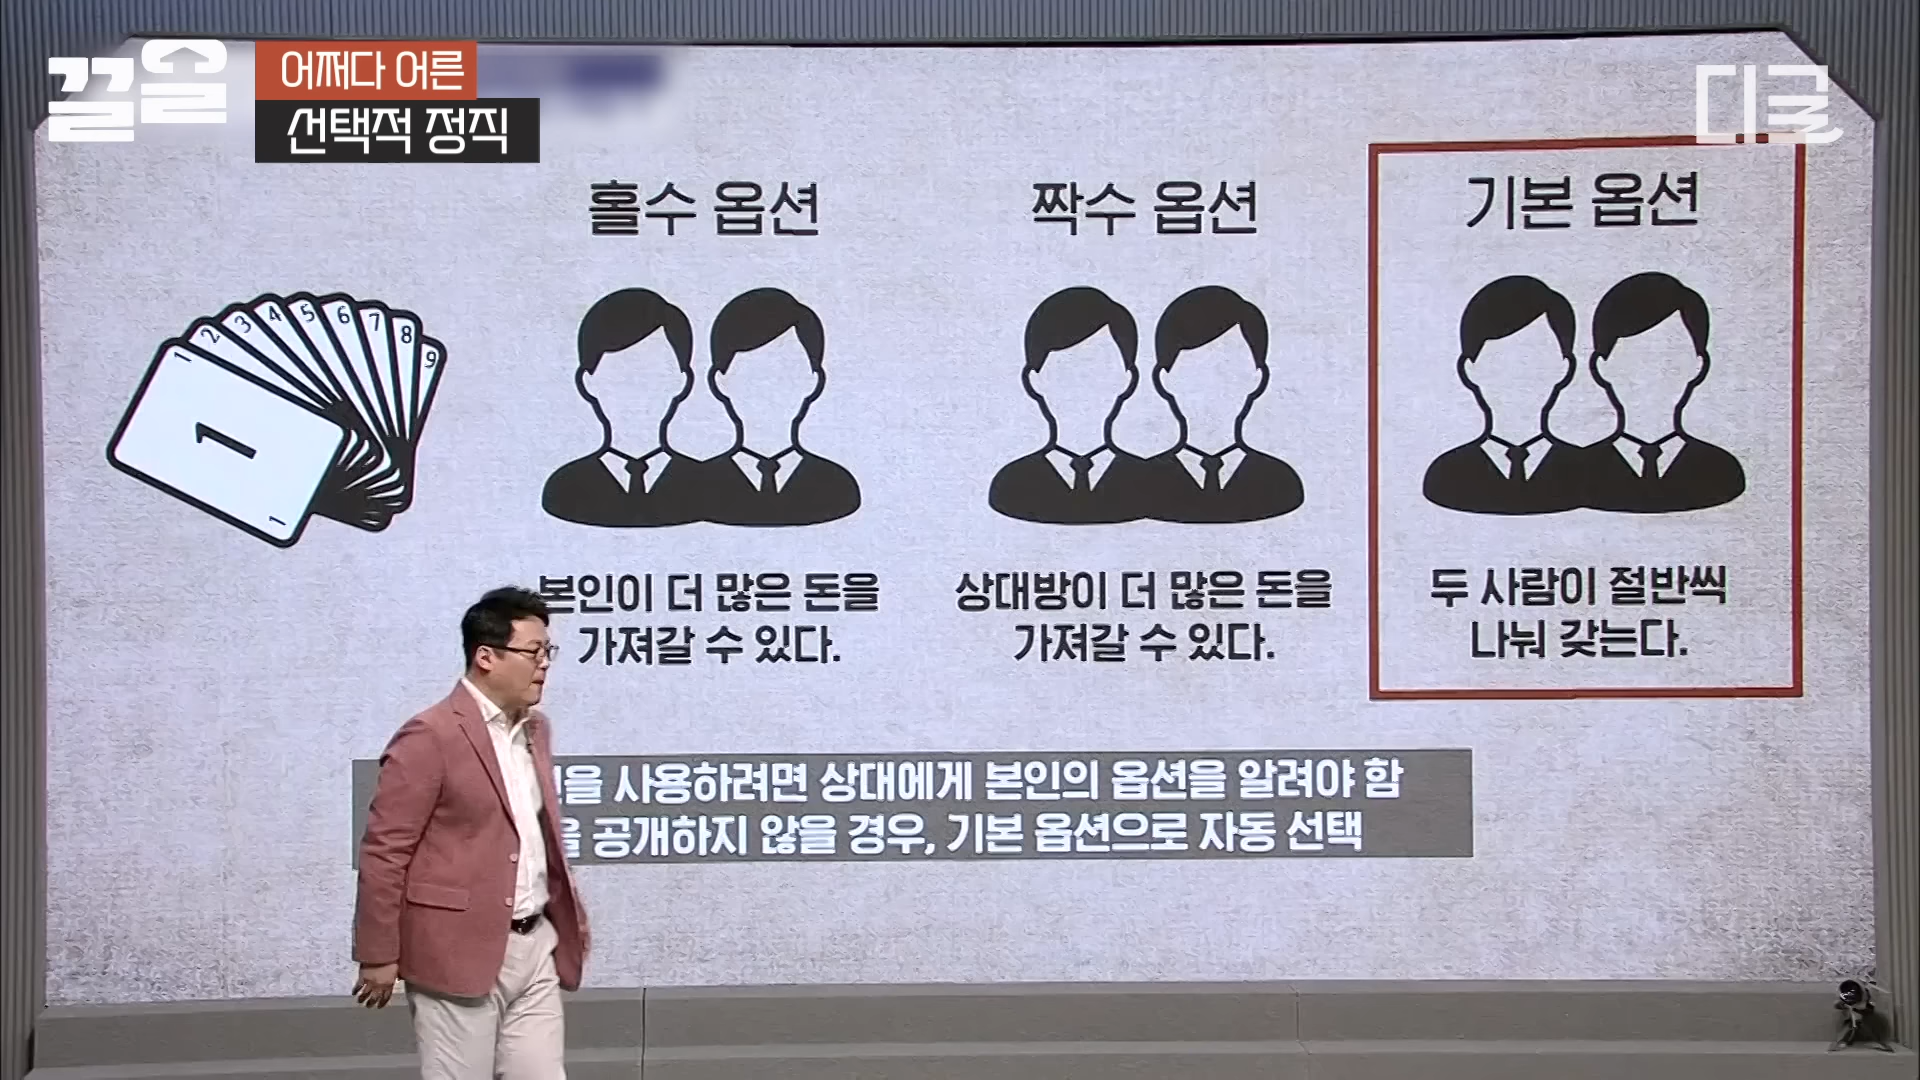 끌올
어쩌다 어른
선택적 정직
디글
홀수 옵션
짝수 옵션
기본 옵션
1
2
3
4
5
6
7
8
9
1
1
본인이 더 많은 돈을
가져갈 수 있다.
상대방이 더 많은 돈을
가져갈 수 있다.
두 사람이 절반씩
나눠 갖는다.
사용하려면 상대에게 본인의 옵션을 알려야 함
공개하지 않을 경우, 기본 옵션으로 자동 선택